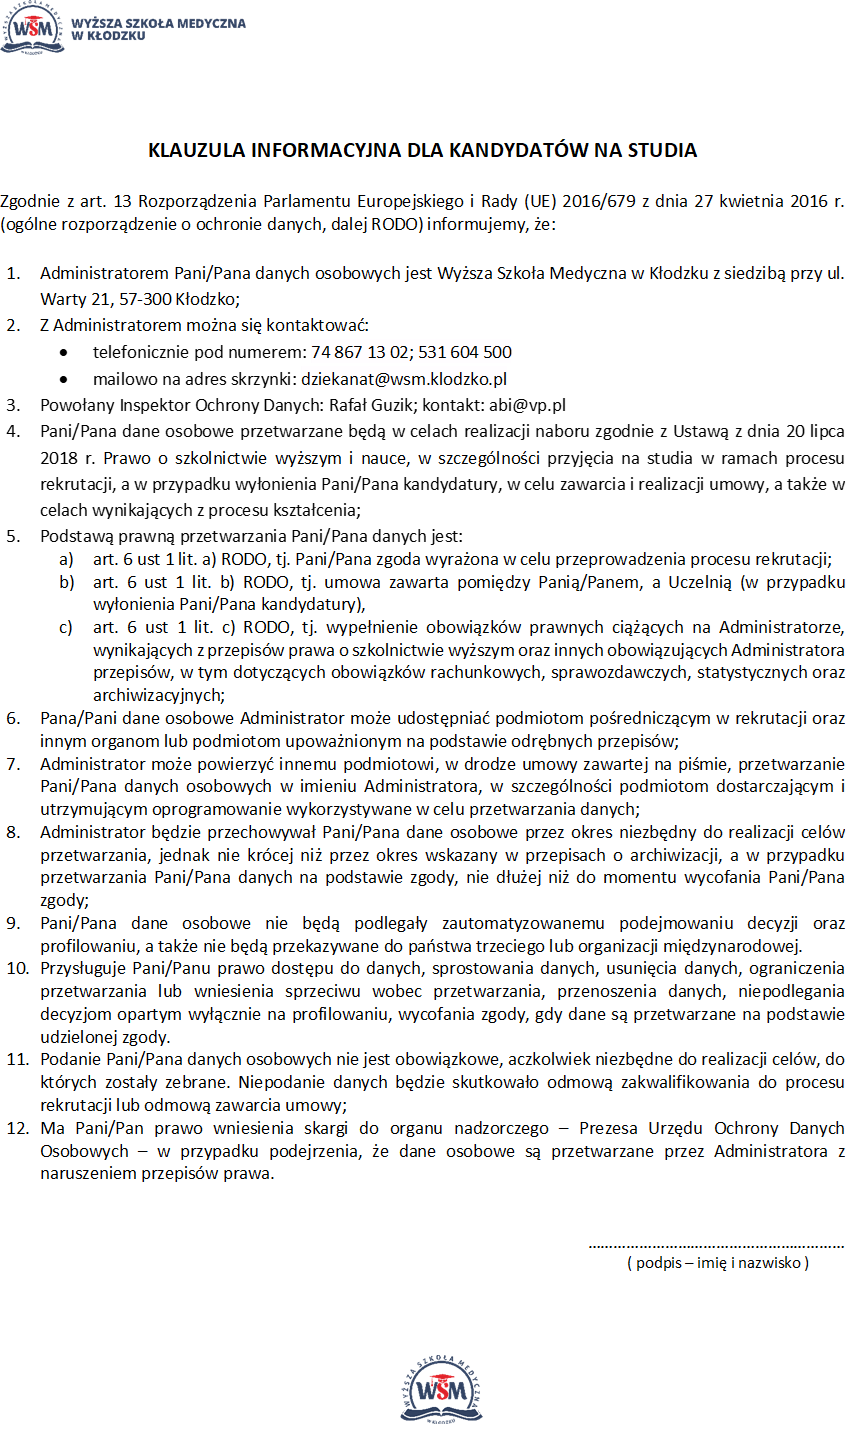 WYŻSZA SZKOŁA MEDYCZNA
W KŁODZKU
WSM
KLAUZULA INFORMACYJNA DLA KANDYDATÓW NA STUDIA
Zgodnie z art. 13 Rozporządzenia Parlamentu Europejskiego i Rady (UE) 2016/679 z dnia 27 kwietnia 2016 r.
(ogólne rozporządzenie o ochronie danych, dalej RODO) informujemy, że:
1. Administratorem Pani/Pana danych osobowych jest Wyższa Szkoła Medyczna w Kłodzku z siedzibą przy ul.
Warty 21, 57-300 Kłodzko;
2. Z Administratorem można się kontaktować:
• telefonicznie pod numerem: 74 867 13 02; 531 604 500
• mailowo na adres skrzynki: dziekanat@wsm.klodzko.pl
3. Powołany Inspektor Ochrony Danych: Rafał Guzik; kontakt: abi@vp.pl
4. Pani/Pana dane osobowe przetwarzane będą w celach realizacji naboru zgodnie z Ustawą z dnia 20 lipca
2018 r. Prawo o szkolnictwie wyższym i nauce, w szczególności przyjęcia na studia w ramach procesu
rekrutacji, a w przypadku wyłonienia Pani/Pana kandydatury, w celu zawarcia i realizacji umowy, a także w
celach wynikających z procesu kształcenia;
5. Podstawą prawną przetwarzania Pani/Pana danych jest:
a) art. 6 ust 1 lit. a) RODO, tj. Pani/Pana zgoda wyrażona w celu przeprowadzenia procesu rekrutacji;
b) art. 6 ust 1 lit. b) RODO, tj. umowa zawarta pomiędzy Panią/Panem, a Uczelnią (w przypadku
wyłonienia Pani/Pana kandydatury),
c) art. 6 ust 1 lit. c) RODO, tj. wypełnienie obowiązków prawnych ciążących na Administratorze,
wynikających z przepisów prawa o szkolnictwie wyższym oraz innych obowiązujących Administratora
przepisów, w tym dotyczących obowiązków rachunkowych, sprawozdawczych, statystycznych oraz
archiwizacyjnych;
6. Pana/Pani dane osobowe Administrator może udostępniać podmiotom pośredniczącym w rekrutacji oraz
innym organom lub podmiotom upoważnionym na podstawie odrębnych przepisów;
7. Administrator może powierzyć innemu podmiotowi, w drodze umowy zawartej na piśmie, przetwarzanie
Pani/Pana danych osobowych w imieniu Administratora, w szczególności podmiotom dostarczającym i
utrzymującym oprogramowanie wykorzystywane w celu przetwarzania danych;
8. Administrator będzie przechowywał Pani/Pana dane osobowe przez okres niezbędny do realizacji celów
przetwarzania, jednak nie krócej niż przez okres wskazany w przepisach o archiwizacji, a w przypadku
przetwarzania Pani/Pana danych na podstawie zgody, nie dłużej niż do momentu wycofania Pani/Pana
zgody;
9. Pani/Pana dane osobowe nie będą podlegały zautomatyzowanemu podejmowaniu decyzji oraz
profilowaniu, a także nie będą przekazywane do państwa trzeciego lub organizacji międzynarodowej.
10. Przysługuje Pani/Panu prawo dostępu do danych, sprostowania danych, usunięcia danych, ograniczenia
przetwarzania lub wniesienia sprzeciwu wobec przetwarzania, przenoszenia danych, niepodlegania
decyzjom opartym wyłącznie na profilowaniu, wycofania zgody, gdy dane są przetwarzane na podstawie
udzielonej zgody.
11. Podanie Pani/Pana danych osobowych nie jest obowiązkowe, aczkolwiek niezbędne do realizacji celów, do
których zostały zebrane. Niepodanie danych będzie skutkowało odmową zakwalifikowania do procesu
rekrutacji lub odmową zawarcia umowy;
12. Ma Pani/Pan prawo wniesienia skargi do organu nadzorczego – Prezesa Urzędu Ochrony Danych
Osobowych – w przypadku podejrzenia, że dane osobowe są przetwarzane przez Administratora z
naruszeniem przepisów prawa.
……………………………………………………
( podpis – imię i nazwisko )
WYŻSZA SZKOŁA MEDYCZNA
WSM
W KŁODZKU